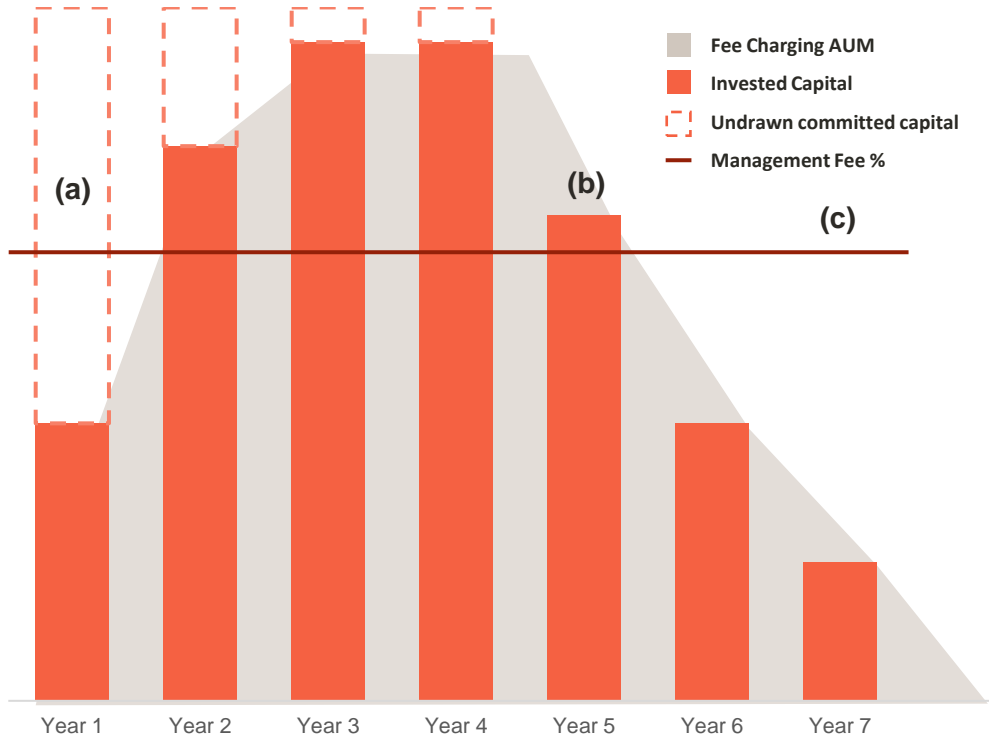 Fee Charging AUM
Invested Capital
Undrawn committed capital
Management Fee %
(a)
(b)
(c)
Year 1 Year 2 Year 3 Year 4 Year 5 Year 6 Year 7